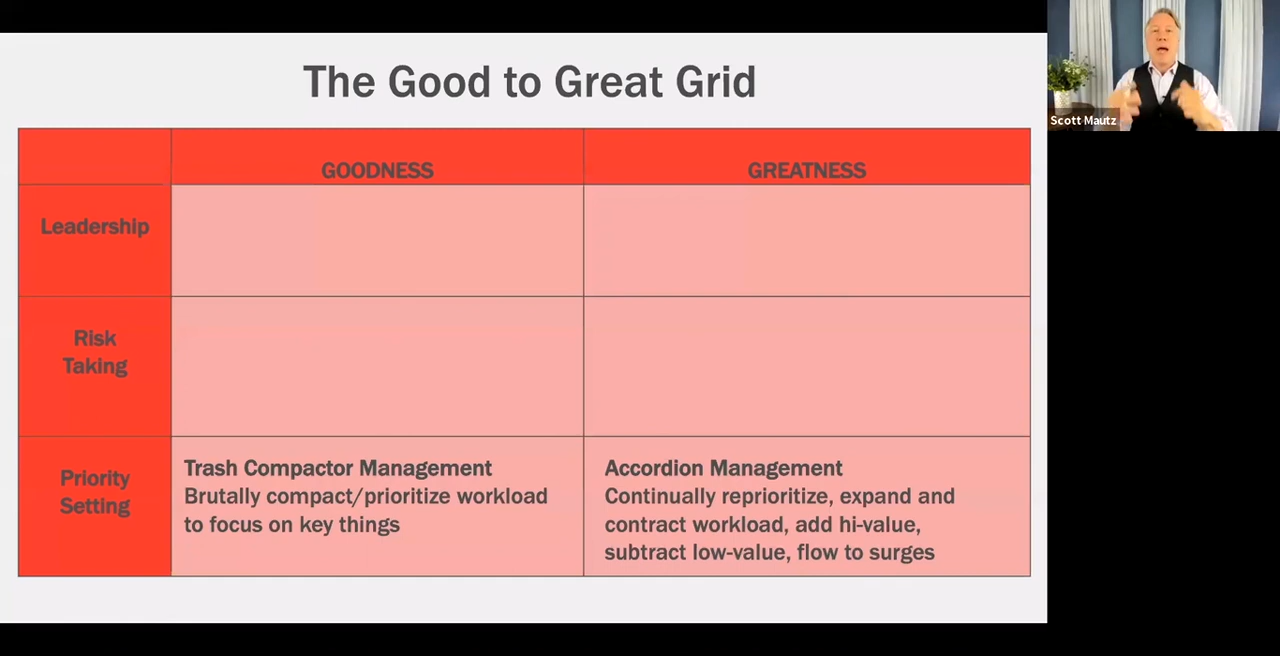 The Good to Great Grid
Scott Mautz
GOODNESS
GREATNESS
Leadership
Risk
Taking
Priority
Setting
Trash Compactor Management
Brutally compact/prioritize workload
to focus on key things
Accordion Management
Continually reprioritize, expand and
contract workload, add hi-value,
subtract low-value, flow to surges